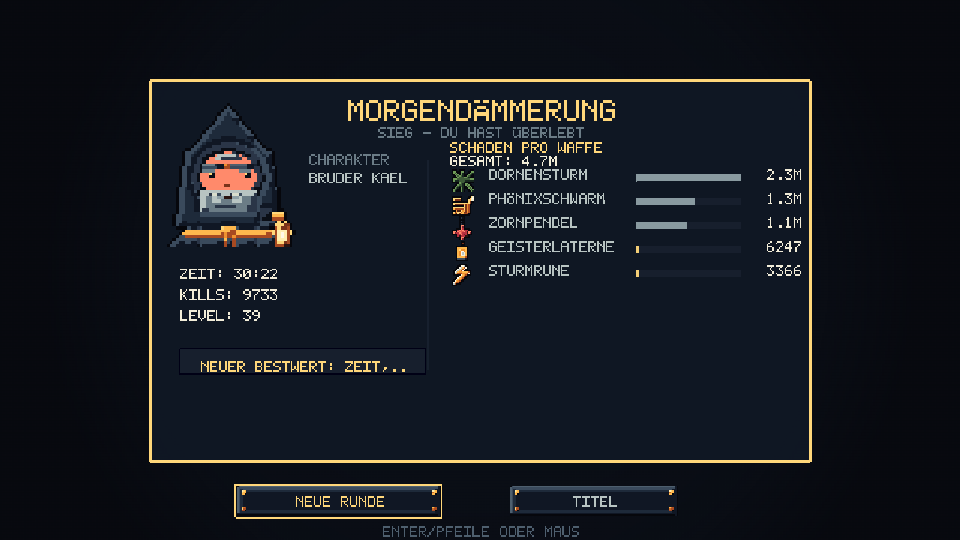 MORGENDäMMERUNG
SIEG - DU HAST üBERLEBT
CHARAKTER
BRUDER KAEL
ZEIT: 30:22
KILLS: 9733
LEVEL: 39
NEUER BESTWERT: ZEIT,..
SCHADEN PRO WAFFE
GESAMT: 4.7M
DORNENSTURM 2.3M
PHöNIXSCHWARM 1.3M
ZORNPENDEL 1.1M
GEISTERLATERNE 6247
STURMRUNE 3366
NEUE RUNDE
TITEL
ENTER/PFEILE ODER MAUS